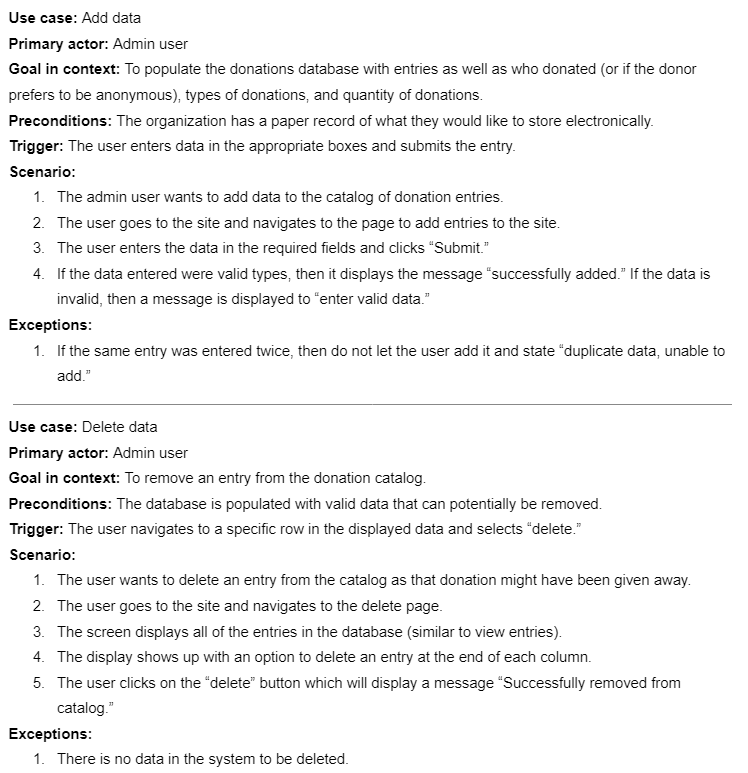 Use case: Add data
Primary actor: Admin user
Goal in context: To populate the donations database with entries as well as who donated (or if the donor
prefers to be anonymous), types of donations, and quantity of donations.
Preconditions: The organization has a paper record of what they would like to store electronically.
Trigger: The user enters data in the appropriate boxes and submits the entry.
Scenario:
1. The admin user wants to add data to the catalog of donation entries.
2. The user goes to the site and navigates to the page to add entries to the site.
3. The user enters the data in the required fields and clicks “Submit.”
4. If the data entered were valid types, then it displays the message “successfully added.” If the data is
invalid, then a message is displayed to “enter valid data.”
Exceptions:
1. If the same entry was entered twice, then do not let the user add it and state “duplicate data, unable to
add.”
Use case: Delete data
Primary actor: Admin user
Goal in context: To remove an entry from the donation catalog.
Preconditions: The database is populated with valid data that can potentially be removed.
Trigger: The user navigates to a specific row in the displayed data and selects “delete.”
Scenario:
1. The user wants to delete an entry from the catalog as that donation might have been given away.
2. The user goes to the site and navigates to the delete page.
3. The screen displays all of the entries in the database (similar to view entries).
4. The display shows up with an option to delete an entry at the end of each column.
5. The user clicks on the “delete” button which will display a message “Successfully removed from
catalog.”
Exceptions:
1. There is no data in the system to be deleted.